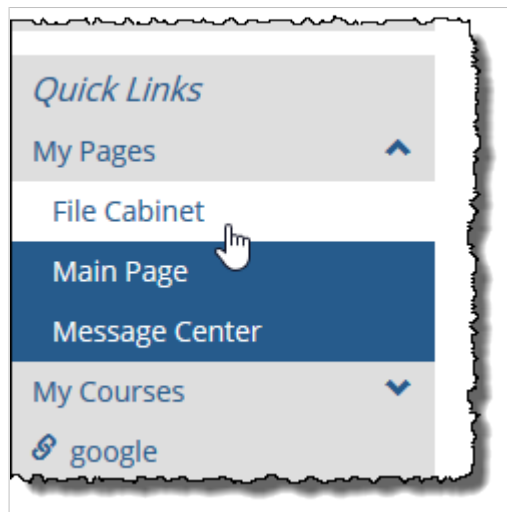 Quick Links
My Pages
File Cabinet
Main Page
Message Center
My Courses
google